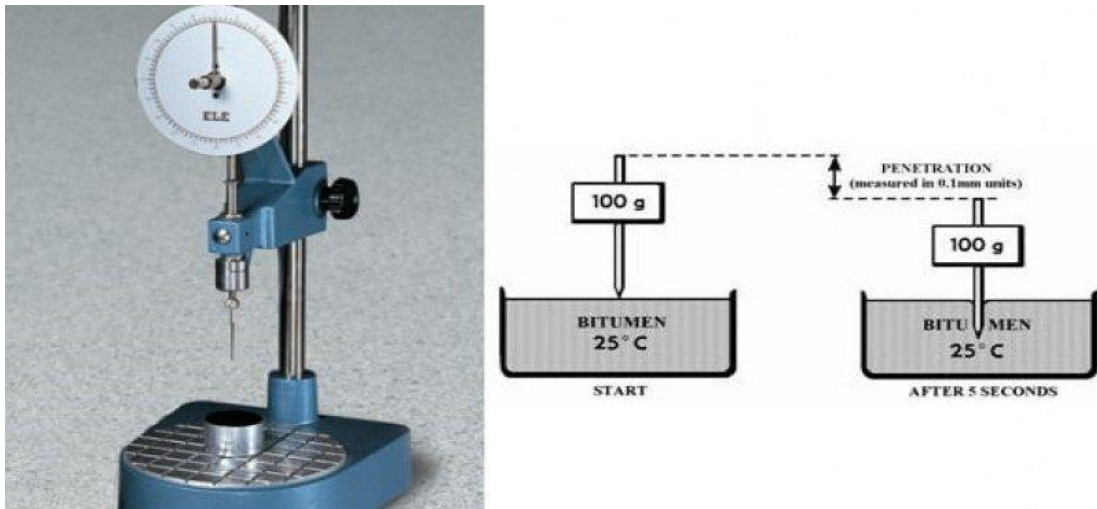 ELE
PENETRATION
(measured in 0.1mm units)
100 g
100 g
BITUMEN
25°C
BITU MEN
25°C
START
AFTER 5 SECONDS